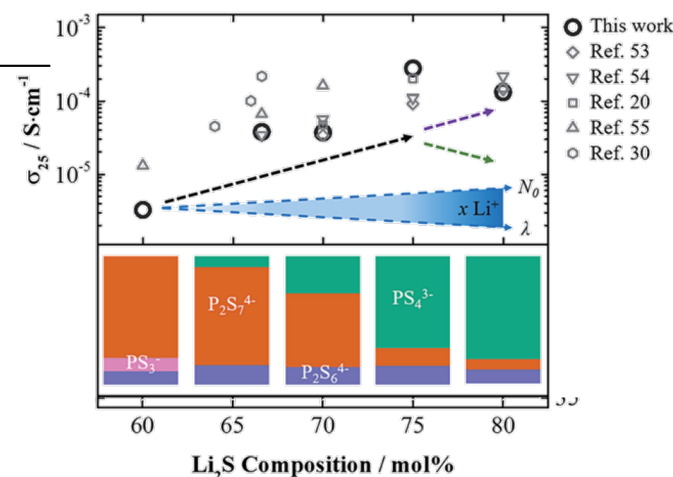 10⁻³
10⁻⁴
10⁻⁵
σ₂₅ / S·cm⁻¹
This work
Ref. 53
Ref. 54
Ref. 20
Ref. 55
Ref. 30
N₀
x Li⁺
λ
P₂S₇⁴⁻
PS₄³⁻
PS₃⁻
P₂S₆⁴⁻
60 65 70 75 80
Li₂S Composition / mol%